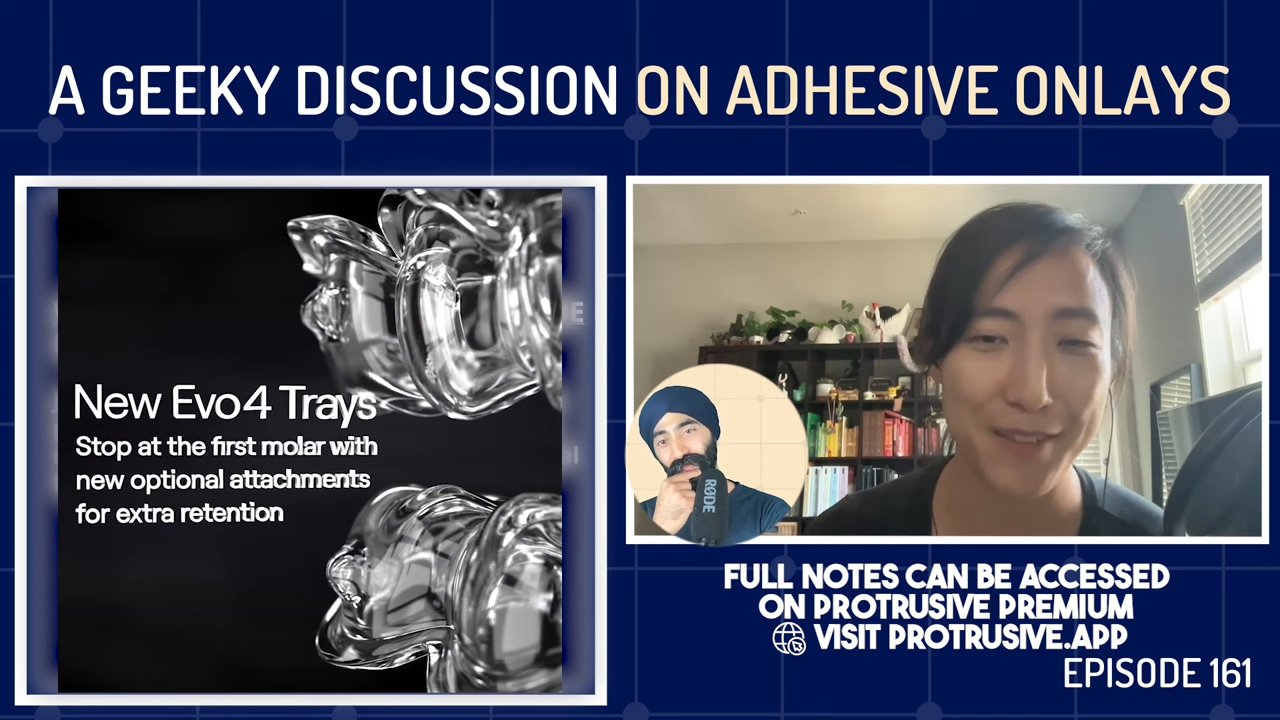 A GEEKY DISCUSSION ON ADHESIVE ONLAYS
New Evo4 Trays
Stop at the first molar with
new optional attachments
for extra retention
RØDE
FULL NOTES CAN BE ACCESSED
ON PROTRUSIVE PREMIUM
VISIT PROTRUSIVE.APP
EPISODE 161